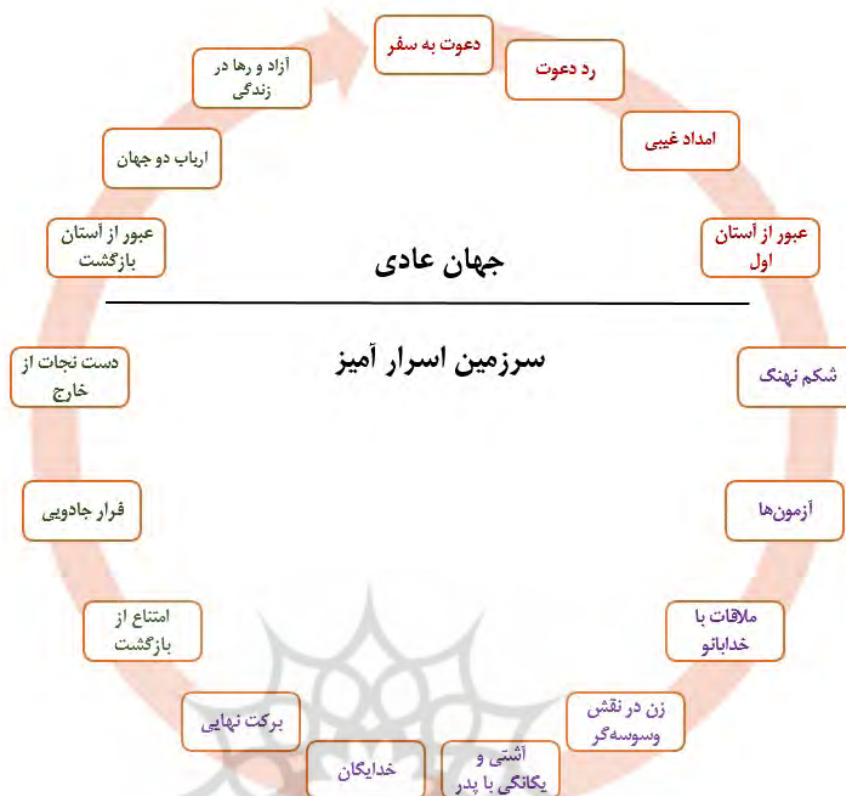 دعوت به سفر
رد دعوت
امداد غیبی
عبور از آستان
اول
شکم نهنگ
آزمون‌ها
ملاقات با
خدابانو
زن در نقش
وسوسه‌گر
آشتی و
یگانگی با پدر
خدایگان
برکت نهایی
امتناع از
بازگشت
فرار جادویی
دست نجات از
خارج
عبور از آستان
بازگشت
ارباب دو جهان
آزاد و رها در
زندگی
جهان عادی
سرزمین اسرار آمیز